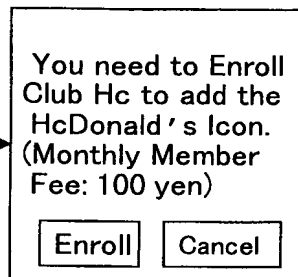 You need to Enroll
Club Hc to add the
HcDonald's Icon.
(Monthly Member
Fee: 100 yen)
Enroll Cancel